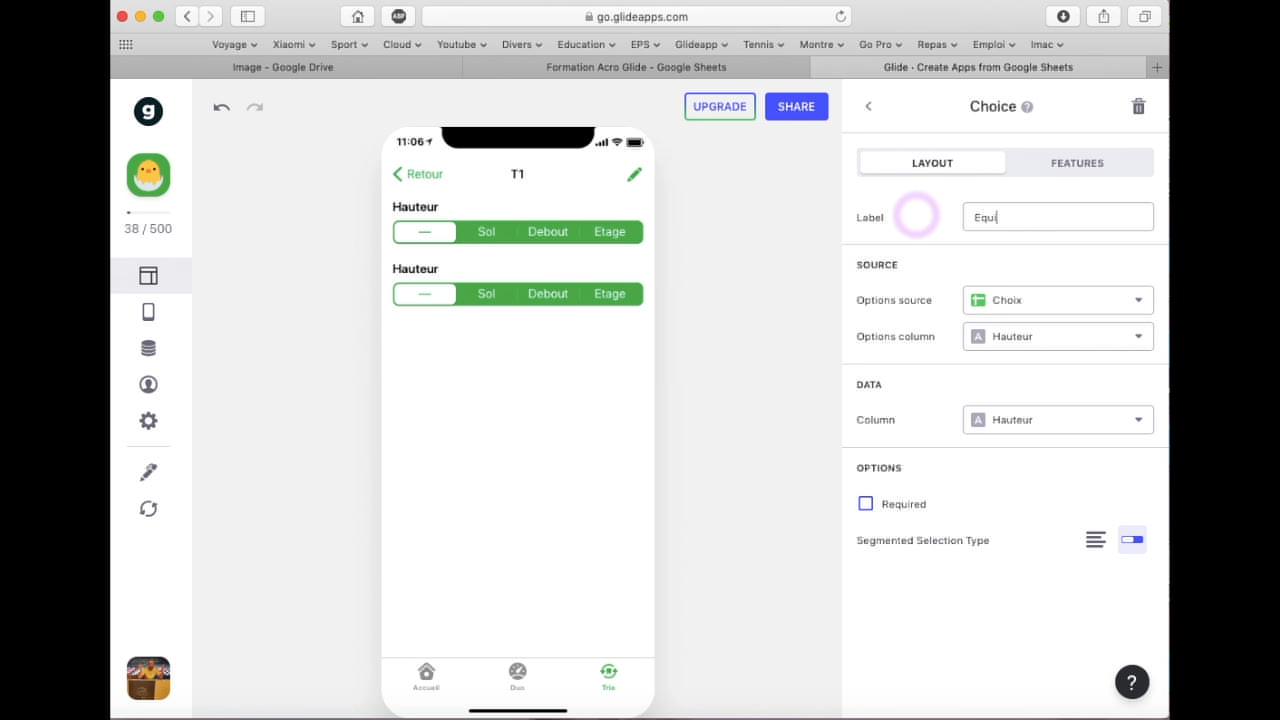 ABP
go.glideapps.com
Voyage Xiaomi Sport Cloud Youtube Divers Education EPS Glideapp Tennis Montre Go Pro Repas Emploi Imac
Image - Google Drive
Formation Acro Glide - Google Sheets
Glide · Create Apps from Google Sheets
g
38 / 500
UPGRADE
SHARE
11:06
Retour
T1
Hauteur
— Sol Debout Etage
Hauteur
— Sol Debout Etage
Accueil
Duo
Trio
Choice ?
LAYOUT
FEATURES
Label
Equi
SOURCE
Options source
Choix
Options column
A Hauteur
DATA
Column
A Hauteur
OPTIONS
Required
Segmented Selection Type
?